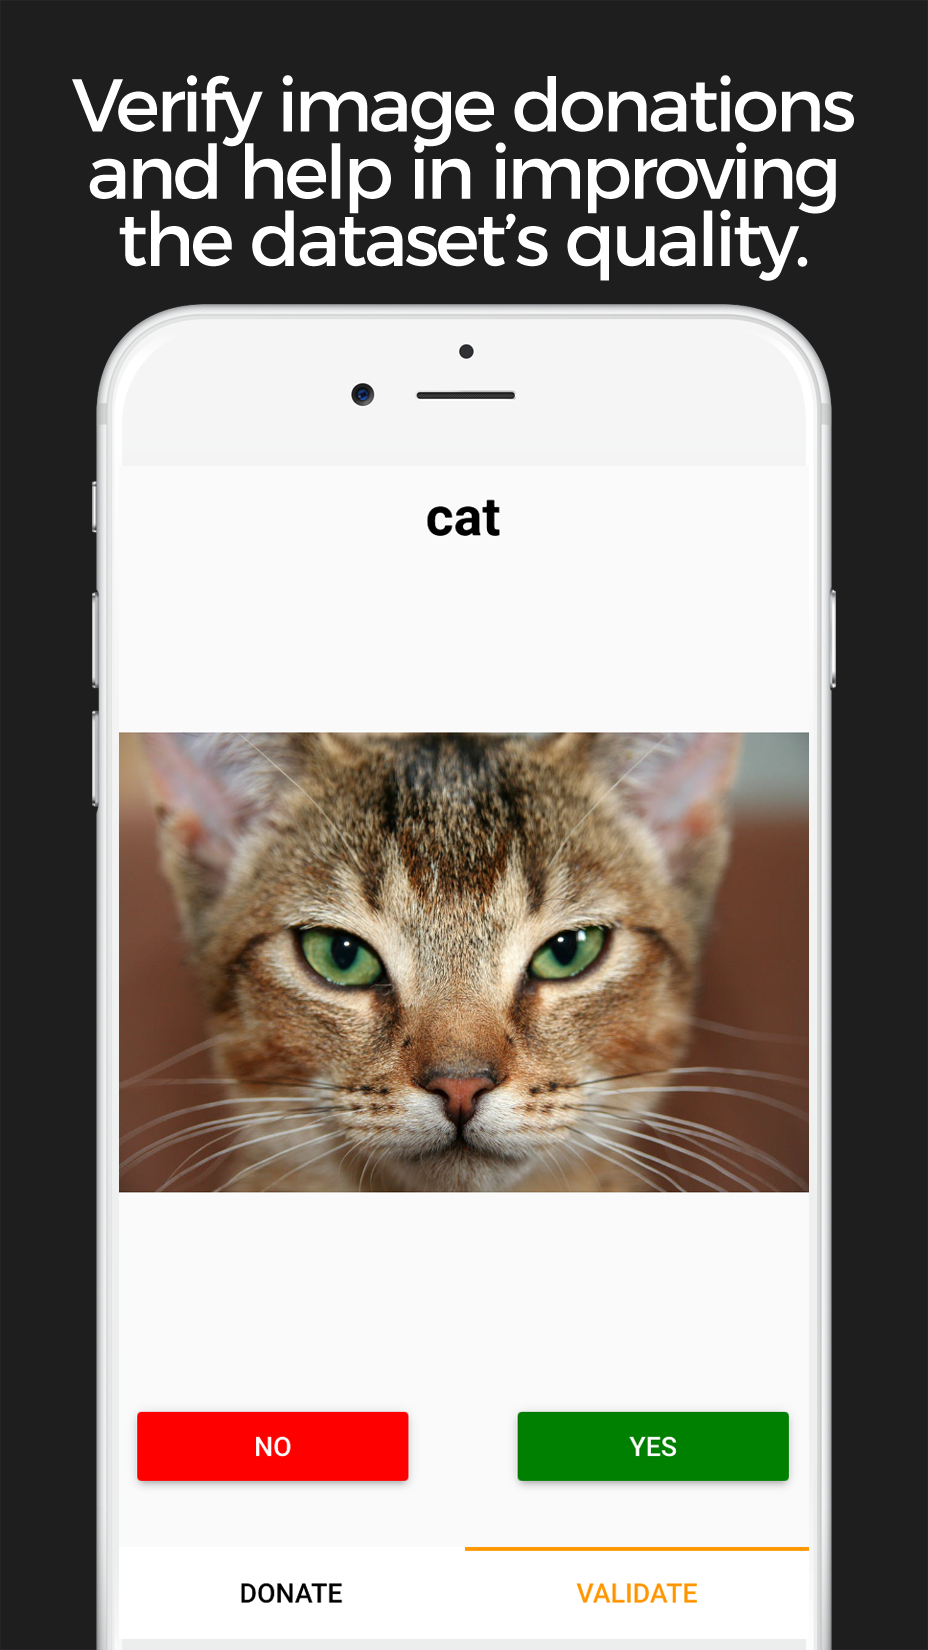 Verify image donations
and help in improving
the dataset’s quality.
cat
NO
YES
DONATE
VALIDATE